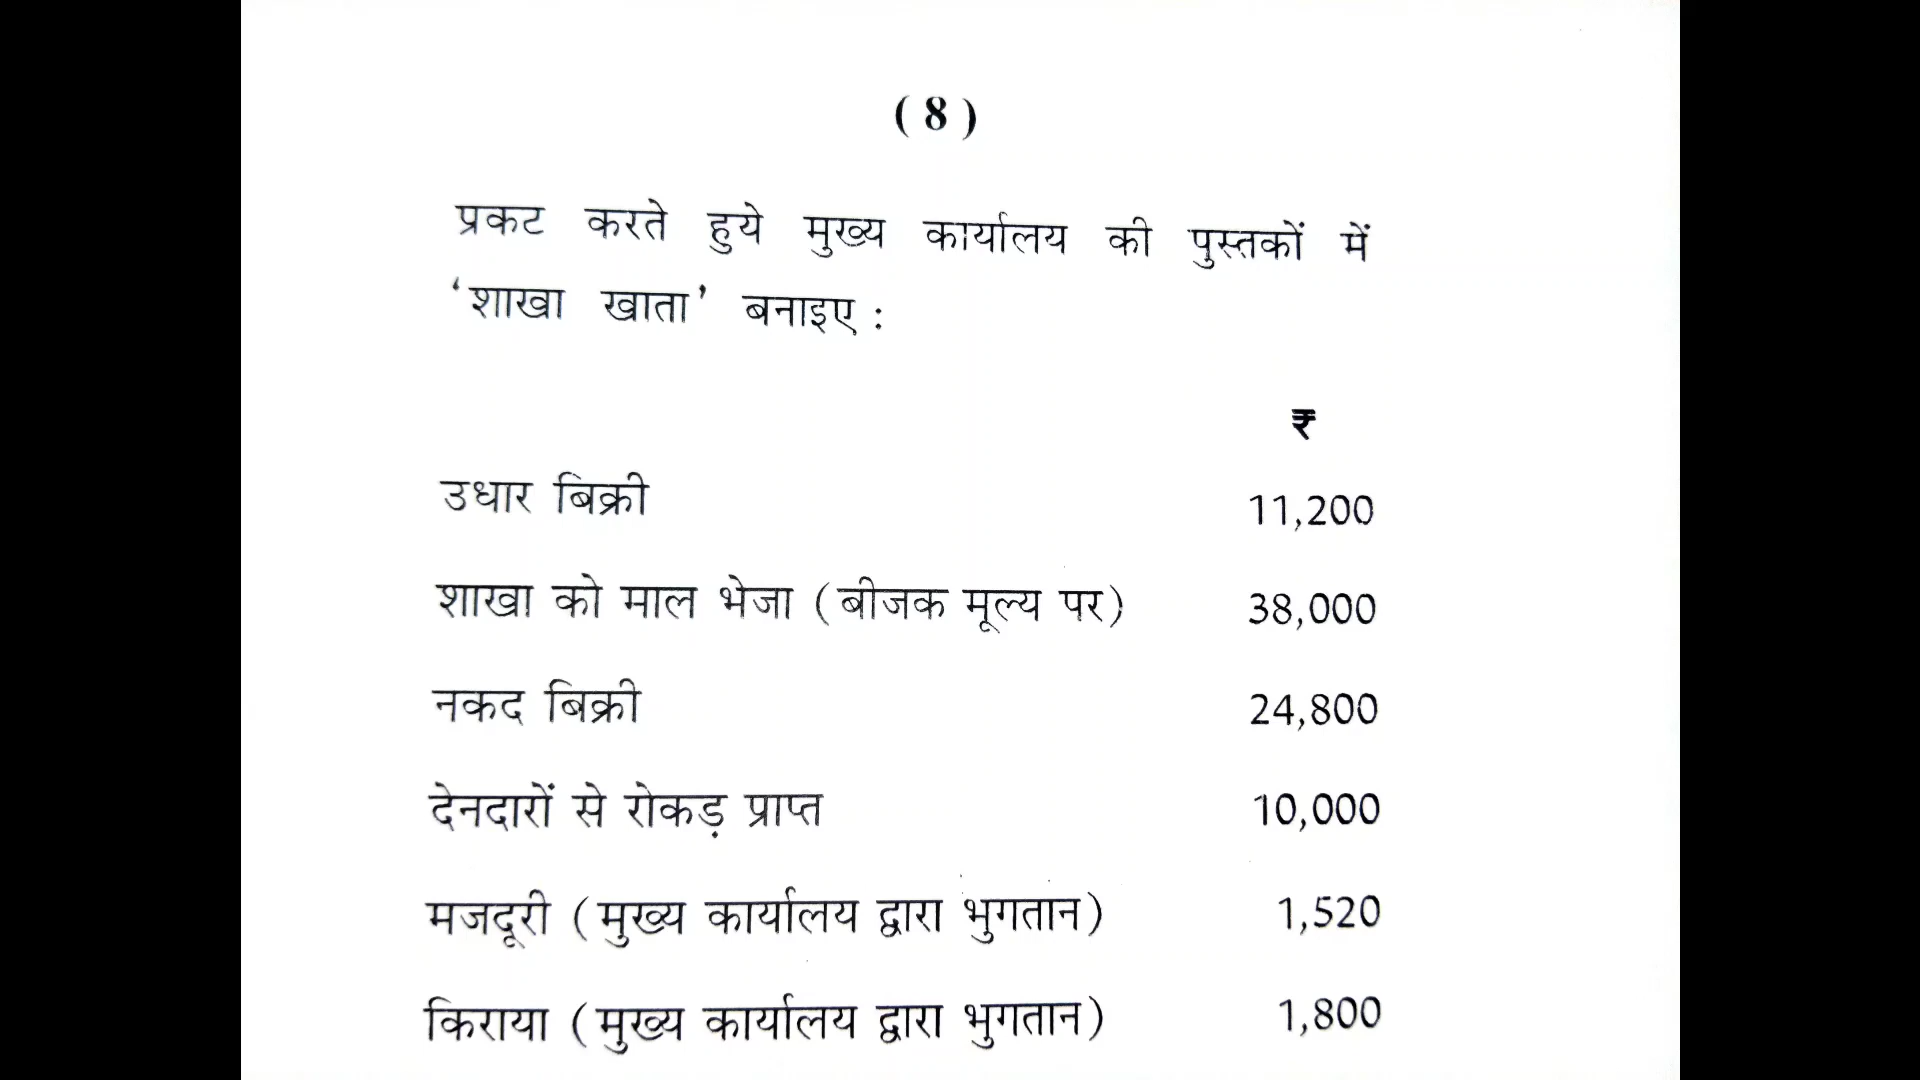 ( 8 )
प्रकट करते हुये मुख्य कार्यालय की पुस्तकों में
‘शाखा खाता’ बनाइए :
₹
उधार बिक्री 11,200
शाखा को माल भेजा (बीजक मूल्य पर) 38,000
नकद बिक्री 24,800
देनदारों से रोकड़ प्राप्त 10,000
मजदूरी (मुख्य कार्यालय द्वारा भुगतान) 1,520
किराया (मुख्य कार्यालय द्वारा भुगतान) 1,800